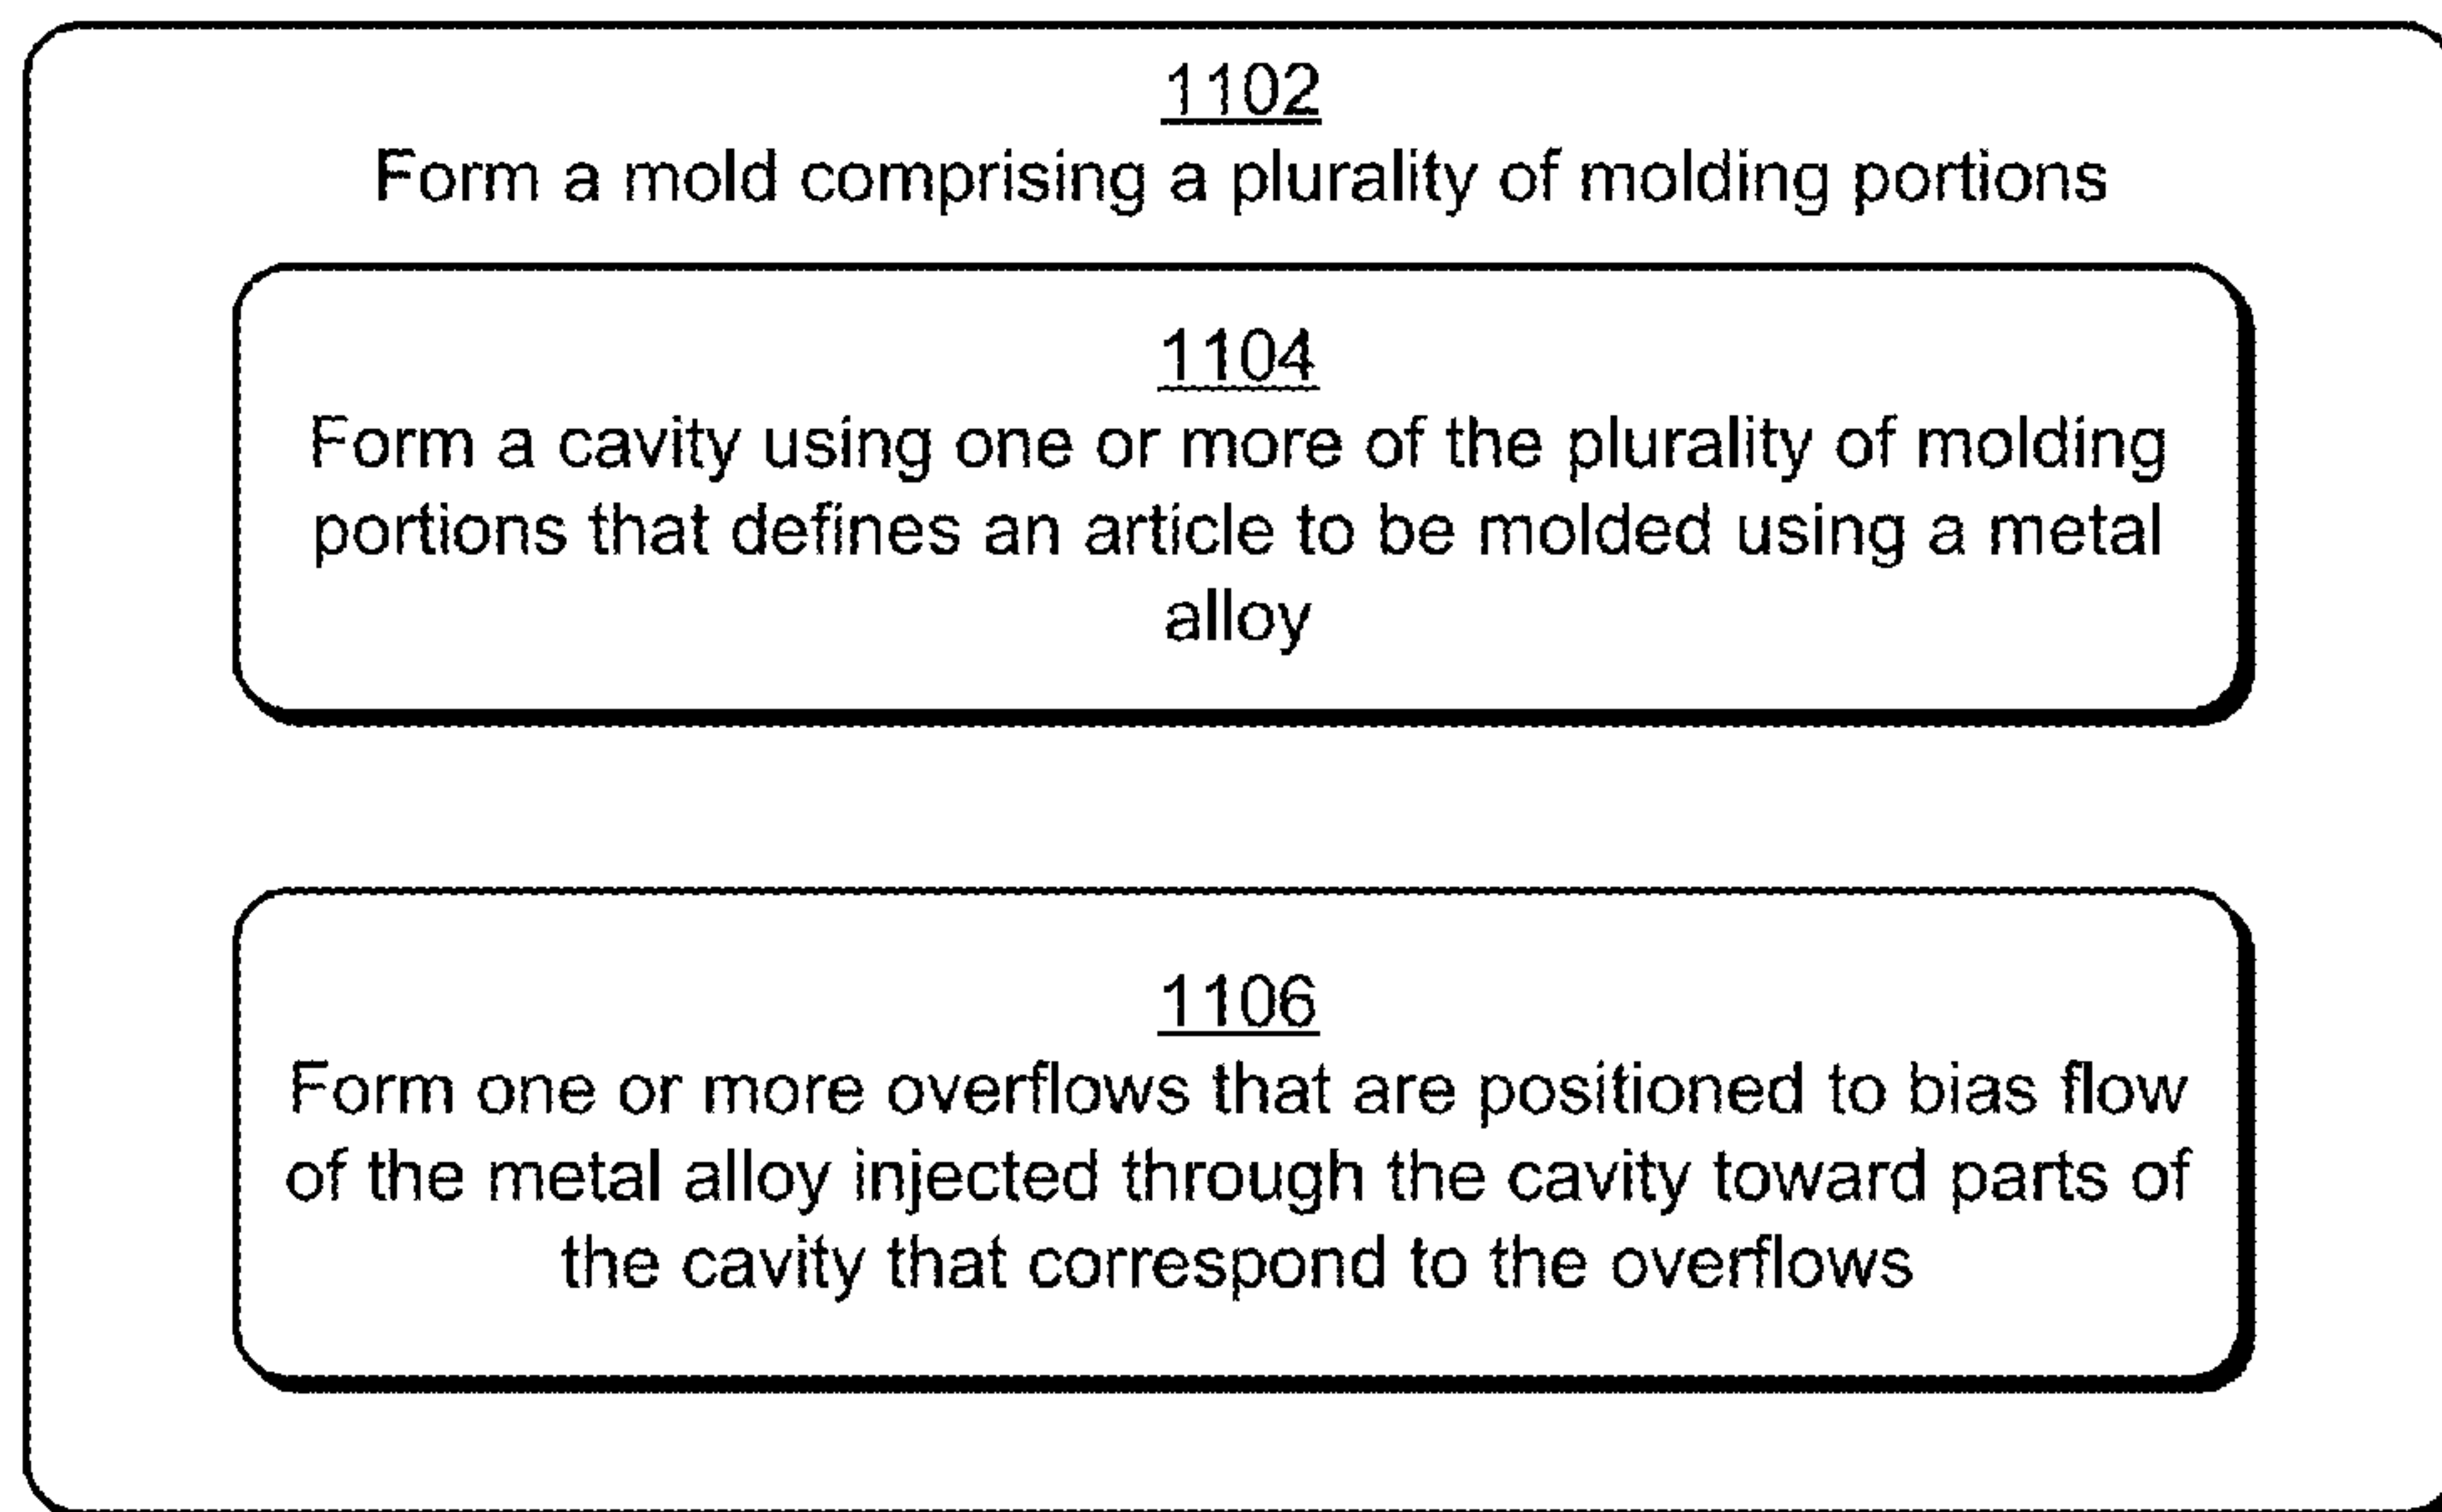 1102
Form a mold comprising a plurality of molding portions
1104
Form a cavity using one or more of the plurality of molding
portions that defines an article to be molded using a metal
alloy
1106
Form one or more overflows that are positioned to bias flow
of the metal alloy injected through the cavity toward parts of
the cavity that correspond to the overflows